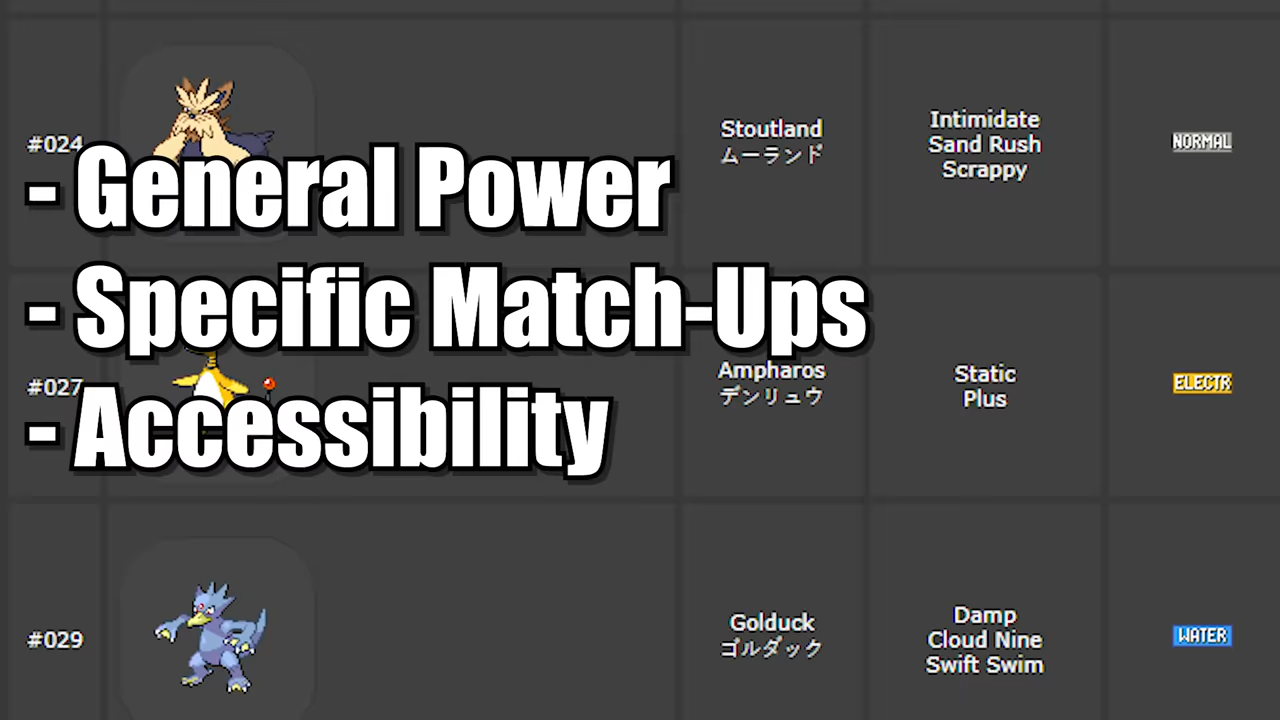 #024
Stoutland
ムーランド
Intimidate
Sand Rush
Scrappy
NORMAL
- General Power
- Specific Match-Ups
- Accessibility
#027
Ampharos
デンリュウ
Static
Plus
ELECTR
#029
Golduck
ゴルダック
Damp
Cloud Nine
Swift Swim
WATER